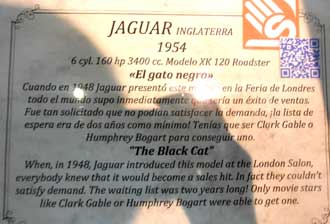 JAGUAR INGLATERRA
1954
6 cyl. 160 hp 3400 cc. Modelo XK 120 Roadster
«El gato negro»
Cuando en 1948 Jaguar presentó este en la Feria de Londres
todo el mundo supo inmediatamente que sería un éxito de ventas.
Fue tan solicitado que no podían satisfacer la demanda, ¡la lista de
espera era de dos años como mínimo! Tenías que ser Clark Gable o
Humphrey Bogart para conseguir uno.
"The Black Cat"
When, in 1948, Jaguar introduced this model at the London Salon,
everybody knew that it would become a sales hit. In fact they couldn't
satisfy demand. The waiting list was two years long! Only movie stars
like Clark Gable or Humphrey Bogart were able to get one.